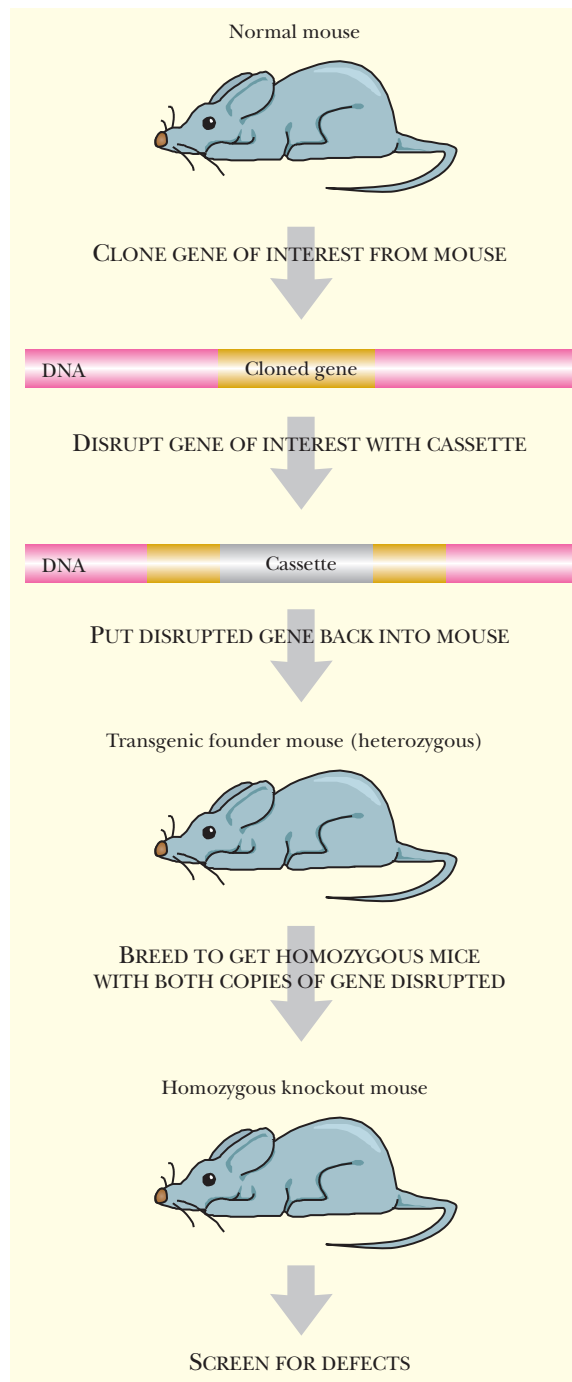 Normal mouse
CLONE GENE OF INTEREST FROM MOUSE
DNA Cloned gene
DISRUPT GENE OF INTEREST WITH CASSETTE
DNA Cassette
PUT DISRUPTED GENE BACK INTO MOUSE
Transgenic founder mouse (heterozygous)
BREED TO GET HOMOZYGOUS MICE
WITH BOTH COPIES OF GENE DISRUPTED
Homozygous knockout mouse
SCREEN FOR DEFECTS